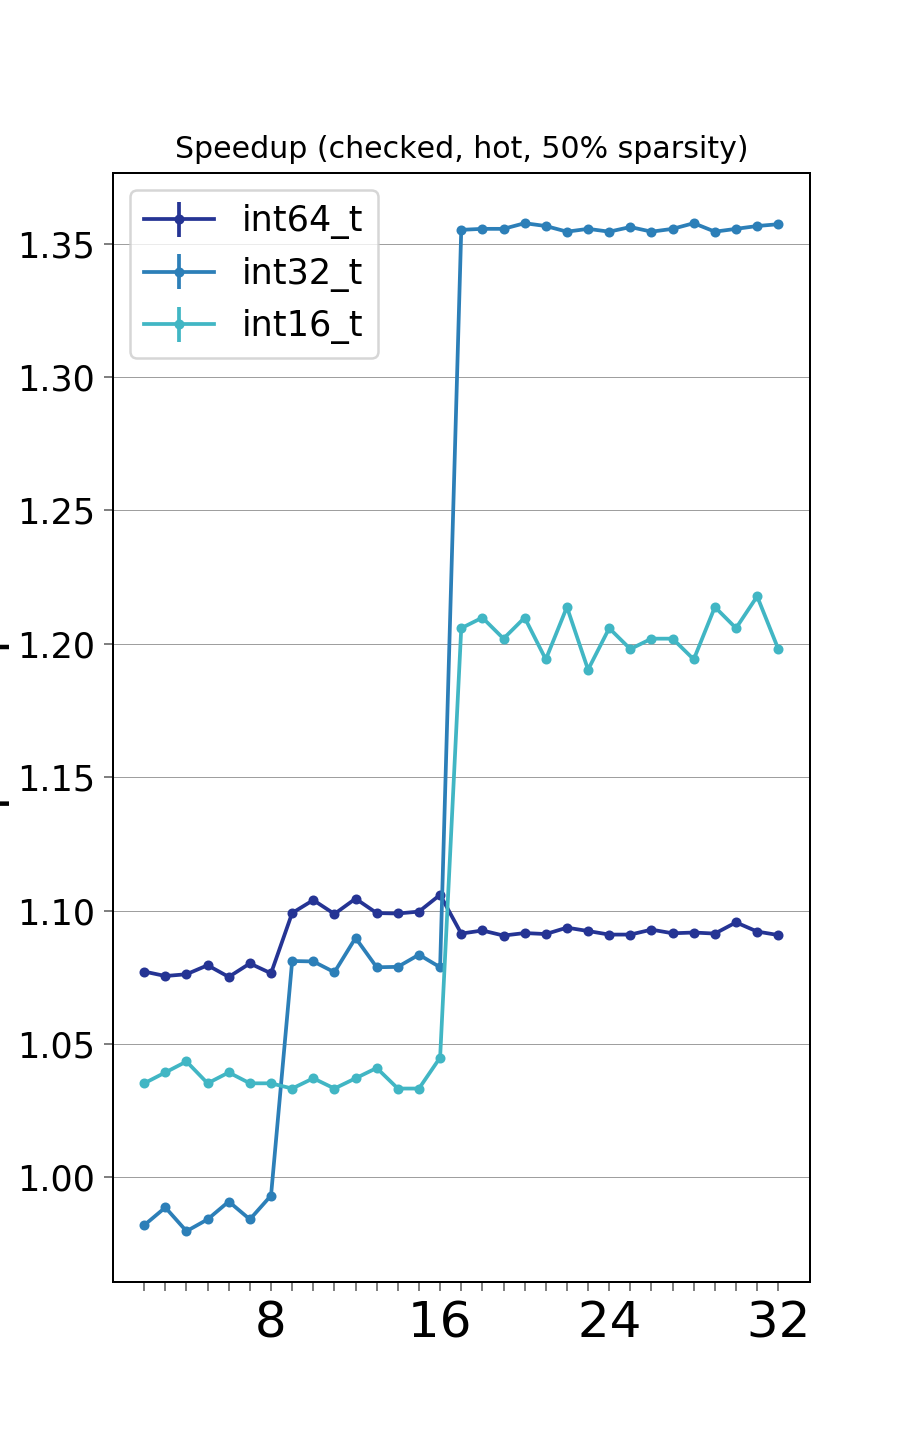 Speedup (checked, hot, 50% sparsity)
int64_t
int32_t
int16_t
1.35
1.30
1.25
1.20
1.15
1.10
1.05
1.00
8 16 24 32